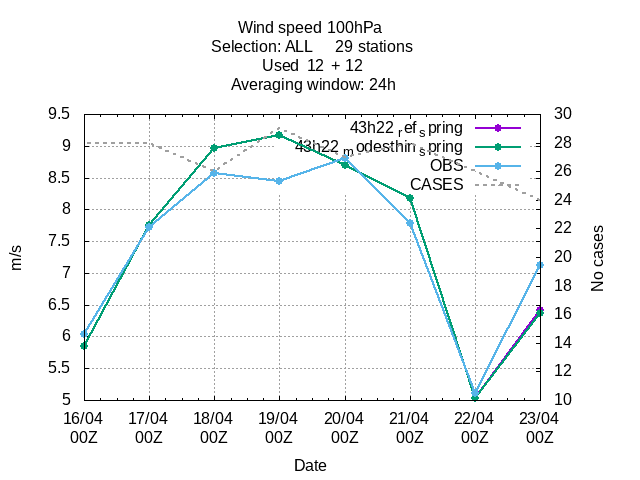 Wind speed 100hPa
Selection: ALL 29 stations
Used 12 + 12
Averaging window: 24h
43h22 ref spring
43h22 modesthin spring
OBS
CASES
9.5
9
8.5
8
7.5
7
6.5
6
5.5
5
30
28
26
24
22
20
18
16
14
12
10
m/s
No cases
16/04 17/04 18/04 19/04 20/04 21/04 22/04 23/04
00Z 00Z 00Z 00Z 00Z 00Z 00Z 00Z
Date